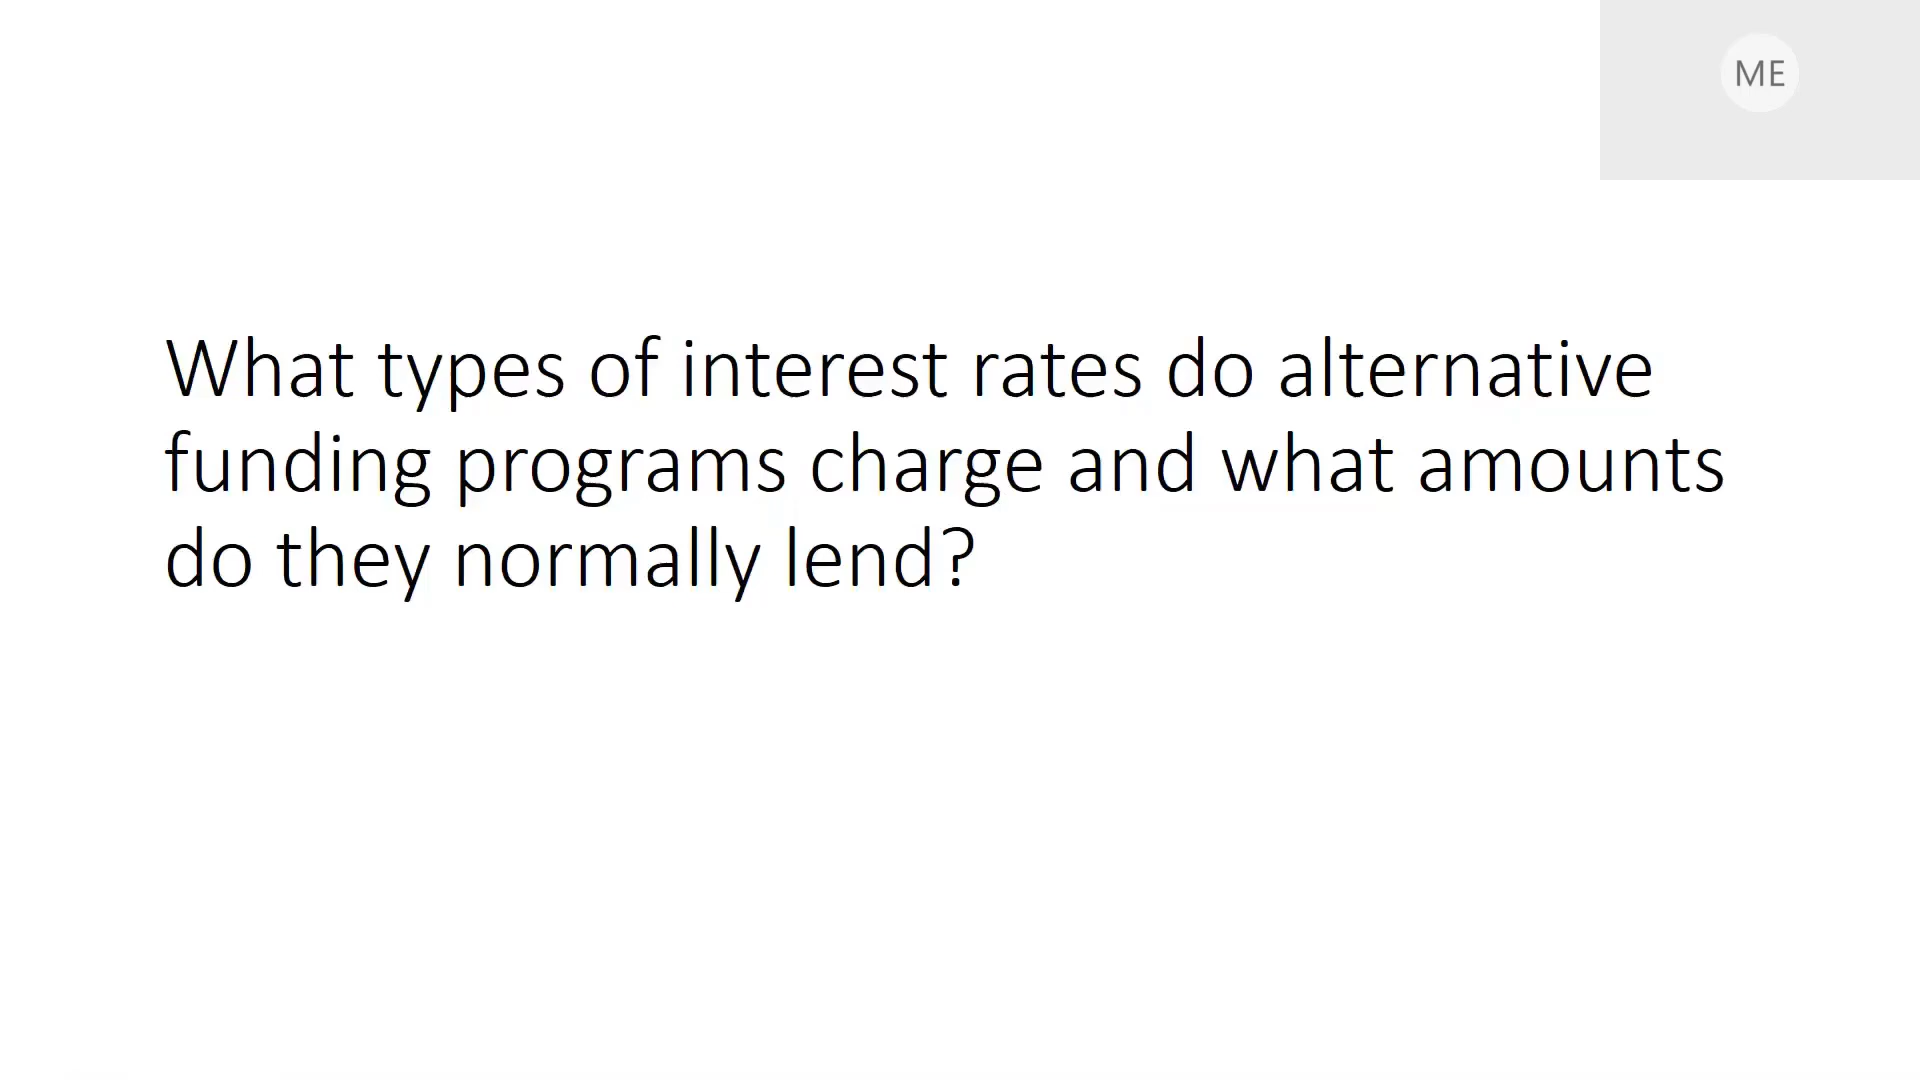 ME
What types of interest rates do alternative
funding programs charge and what amounts
do they normally lend?